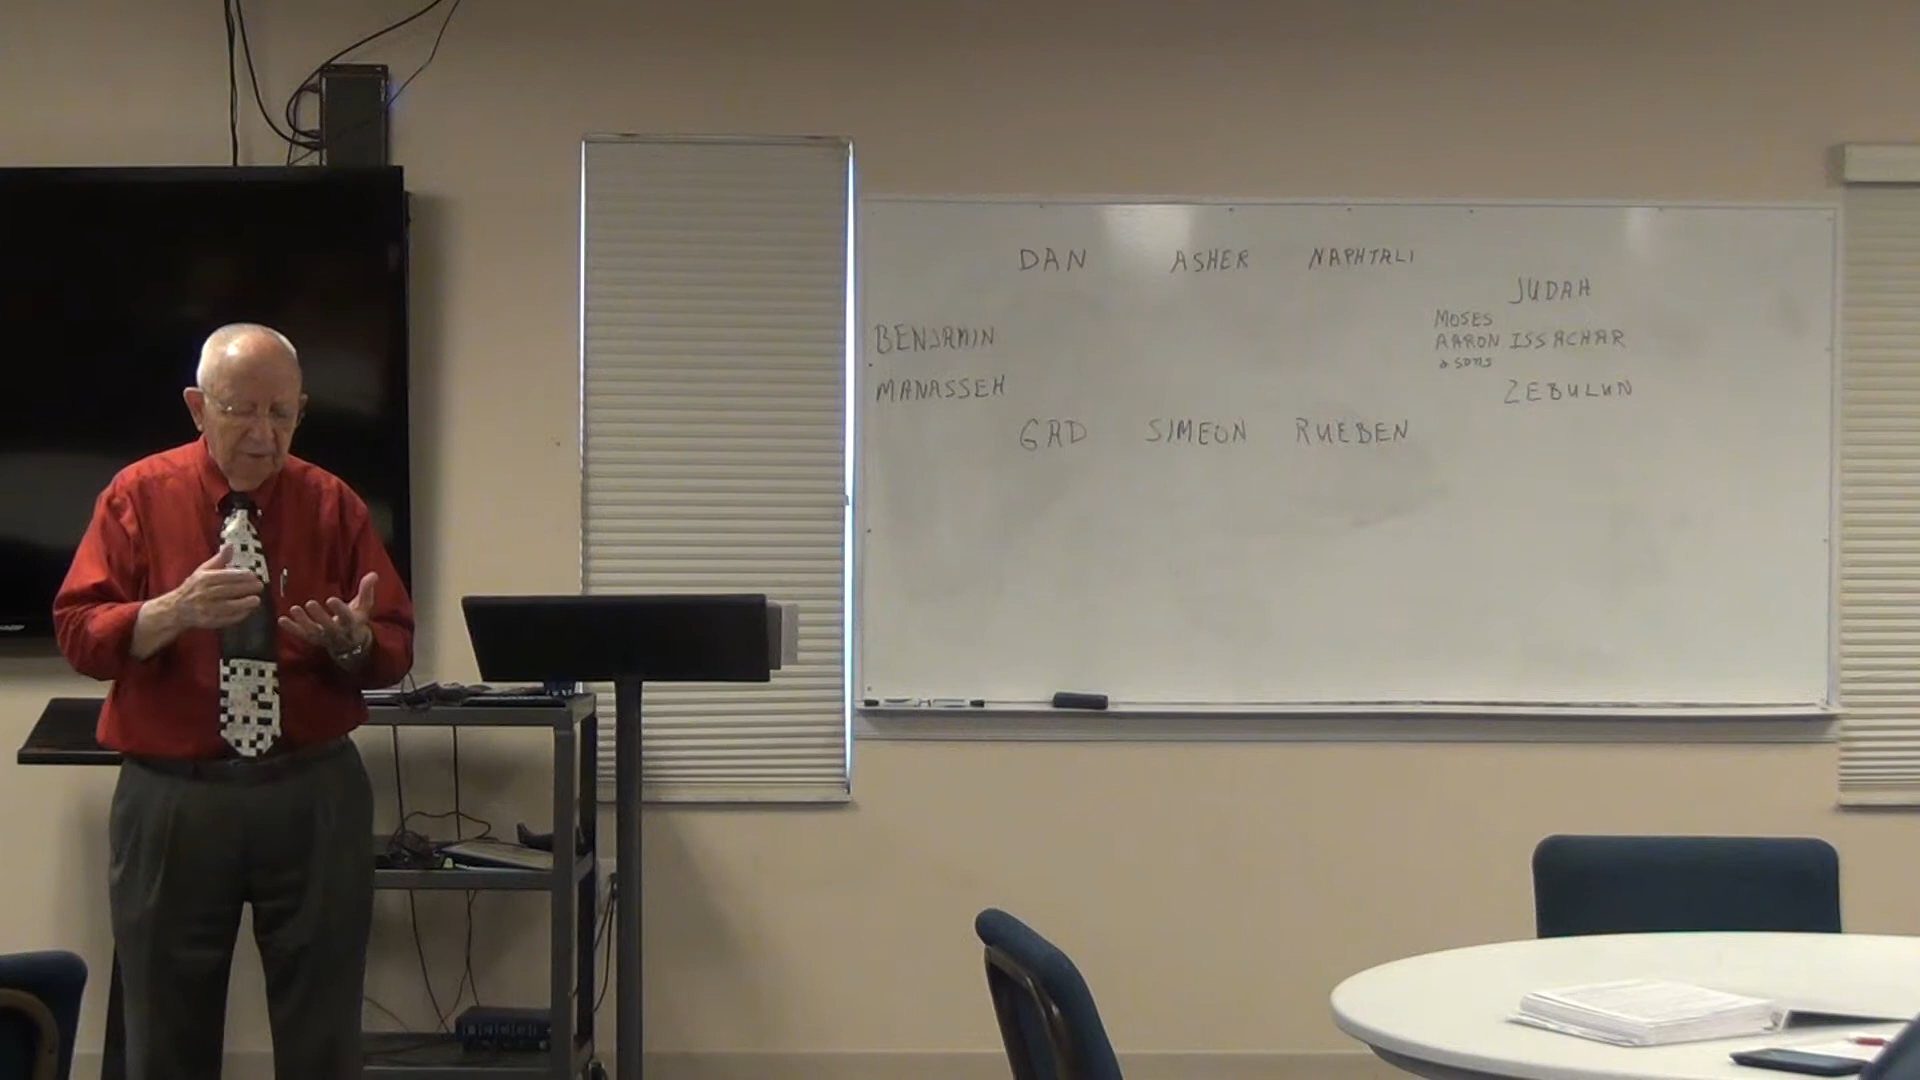 DAN ASHER NAPHTALI
JUDAH
BENJAMIN
MOSES
AARON ISSACHAR
& SONS
MANASSEH
ZEBULUN
GAD SIMEON RUEBEN